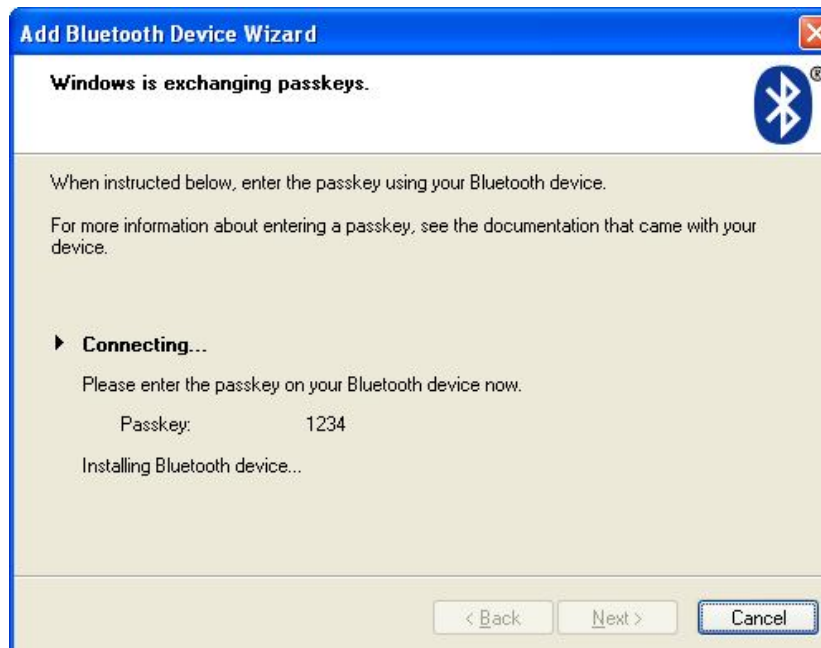 Add Bluetooth Device Wizard
Windows is exchanging passkeys.
®
When instructed below, enter the passkey using your Bluetooth device.
For more information about entering a passkey, see the documentation that came with your
device.
Connecting...
Please enter the passkey on your Bluetooth device now.
Passkey: 1234
Installing Bluetooth device...
< Back Next > Cancel